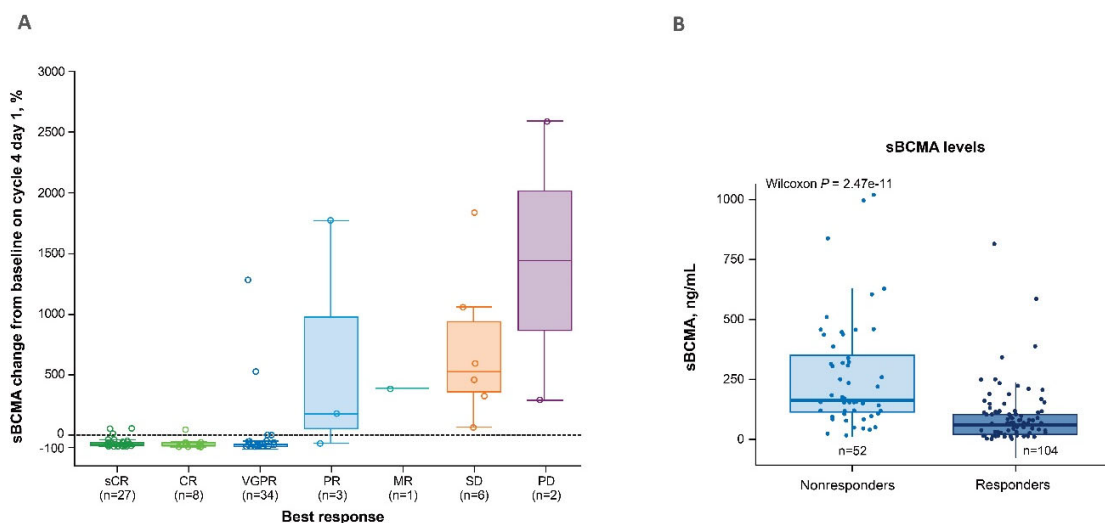 A
sBCMA change from baseline on cycle 4 day 1, %
3000
2500
2000
1500
1000
500
0
-100
sCR CR VGPR PR MR SD PD
(n=27) (n=8) (n=34) (n=3) (n=1) (n=6) (n=2)
Best response
B
sBCMA levels
Wilcoxon P = 2.47e-11
sBCMA, ng/mL
1000
750
500
250
0
n=52 n=104
Nonresponders Responders